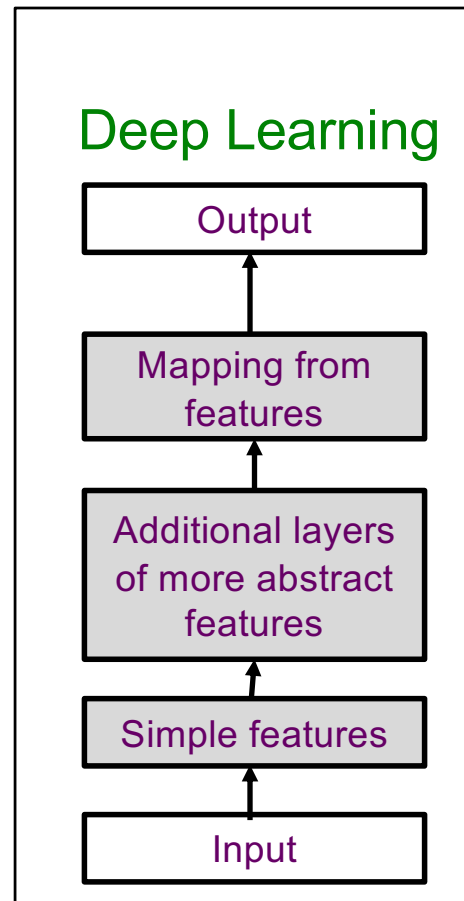 Deep Learning
Output
Mapping from
features
Additional layers
of more abstract
features
Simple features
Input